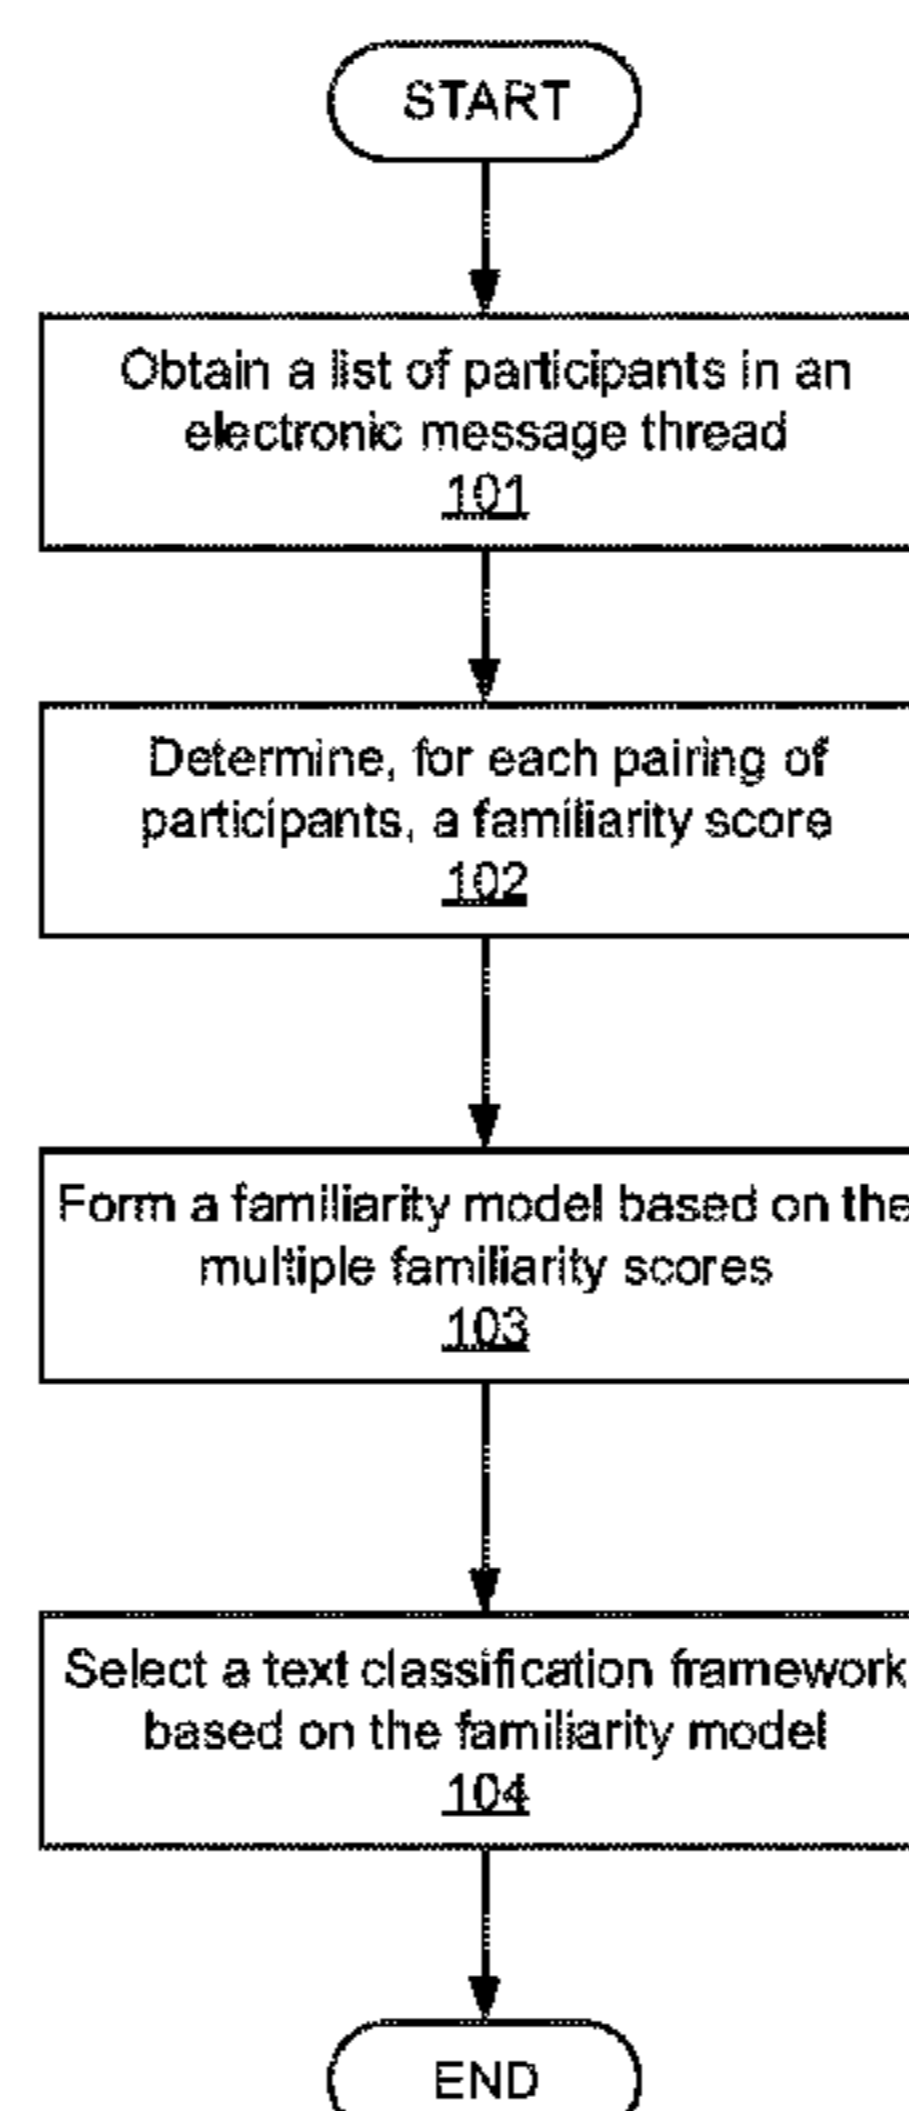 START
Obtain a list of participants in an
electronic message thread
101
Determine, for each pairing of
participants, a familiarity score
102
Form a familiarity model based on the
multiple familiarity scores
103
Select a text classification framework
based on the familiarity model
104
END